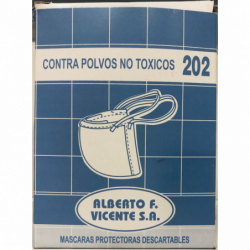 CONTRA POLVOS NO TOXICOS 202
ALBERTO F.
VICENTE S.A.
MASCARAS PROTECTORAS DESCARTABLES